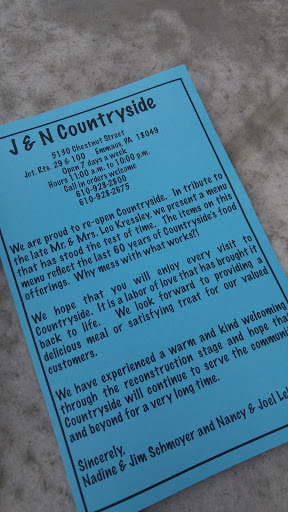 J & N Countryside
5130 Chestnut Street
Jct. Rts. 29 & 100 Emmaus, PA 18049
Open 7 days a week
Hours 11:00 a.m. to 10:00 p.m.
Call in orders welcome
610-928-2800
610-928-2675
We are proud to re-open Countryside. In tribute to
the late Mr. & Mrs. Leo Kressley, we present a menu
that has stood the test of time. The items on this
menu reflect the last 60 years of Countryside's food
offerings. Why mess with what works?!
We hope that you will enjoy every visit to
Countryside. It is a labor of love that has brought it
back to life. We look forward to providing a
delicious meal or satisfying treat for our valued
customers.
We have experienced a warm and kind welcoming
through the reconstruction stage and hope tha
Countryside will continue to serve the communi
and beyond for a very long time.
Sincerely,
Nadine & Jim Schmoyer and Nancy & Joel Le